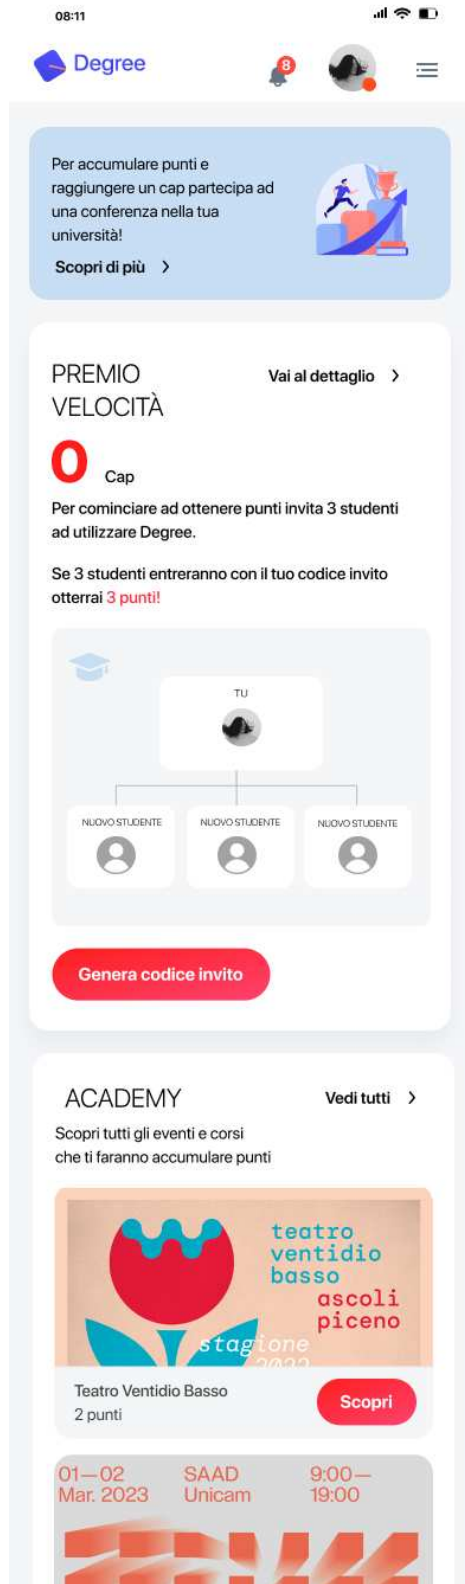 08:11
Degree
8
Per accumulare punti e
raggiungere un cap partecipa ad
una conferenza nella tua
università!
Scopri di più
PREMIO
VELOCITÀ
Vai al dettaglio
0 Cap
Per cominciare ad ottenere punti invita 3 studenti
ad utilizzare Degree.
Se 3 studenti entreranno con il tuo codice invito
otterrai 3 punti!
TU
NUOVO STUDENTE
NUOVO STUDENTE
NUOVO STUDENTE
Genera codice invito
ACADEMY
Vedi tutti
Scopri tutti gli eventi e corsi
che ti faranno accumulare punti
teatro
ventidio
basso
ascoli
piceno
stagione
2022
Teatro Ventidio Basso
2 punti
Scopri
01—02
Mar. 2023
SAAD
Unicam
9:00—
19:00